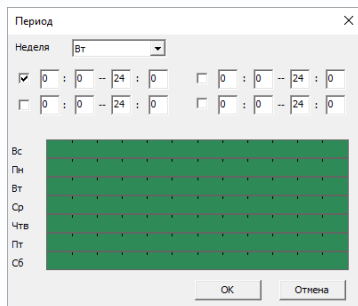 Период
Неделя Вт
0 : 0 -- 24 : 0 0 : 0 -- 24 : 0
0 : 0 -- 24 : 0 0 : 0 -- 24 : 0
Вс
Пн
Вт
Ср
Чтв
Пт
Сб
OK Отмена